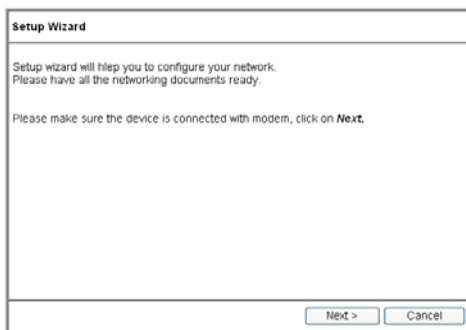 Setup Wizard
Setup wizard will hlep you to configure your network.
Please have all the networking documents ready.
Please make sure the device is connected with modem, click on Next.
Next >
Cancel